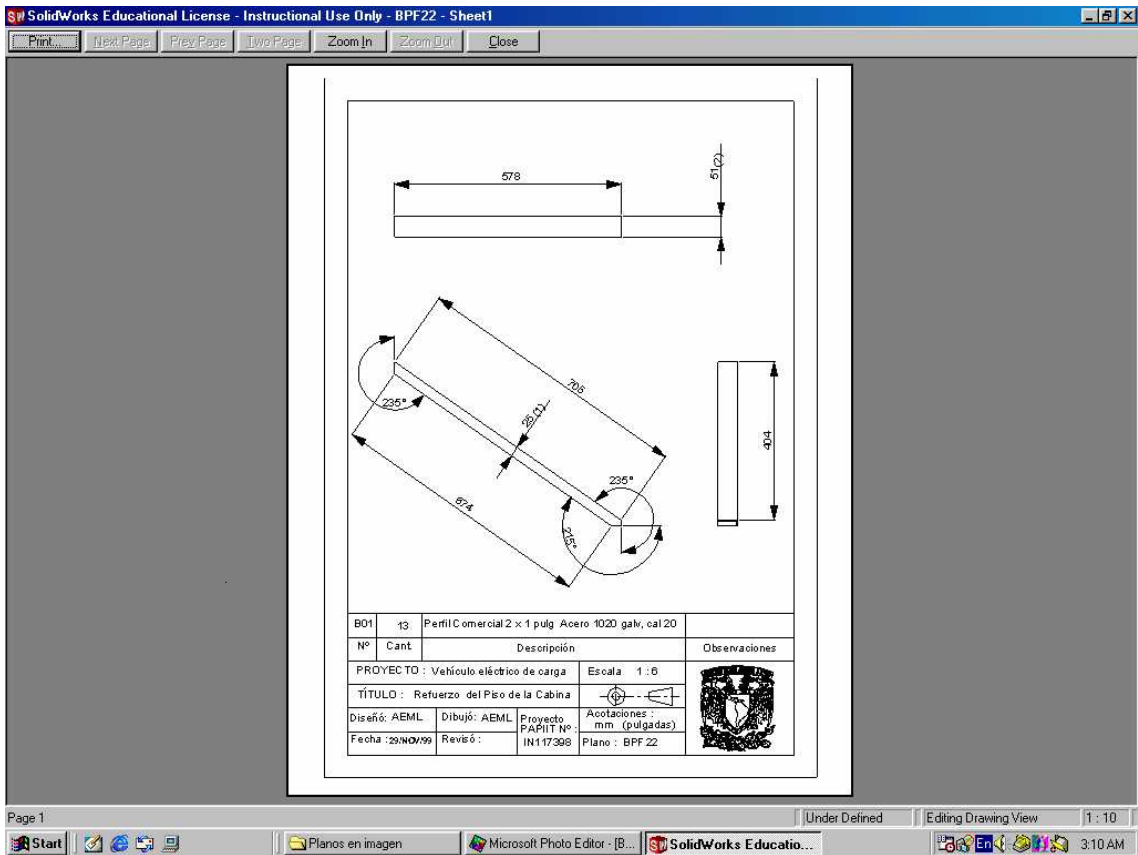 SolidWorks Educational License - Instructional Use Only - BPF22 - Sheet1
Print... Next Page Prev Page Two Page Zoom In Zoom Out Close
578
51(2)
705
235°
25 (1)
404
235°
674
215°
B01 13 Perfil Comercial 2 x 1 pulg Acero 1020 galv, cal 20
Nº Cant Descripción Observaciones
PROYECTO : Vehículo eléctrico de carga Escala 1:6
TÍTULO : Refuerzo del Piso de la Cabina
Diseñó: AEML Dibujó: AEML Proyecto PAPIIT Nº : IN117398 Acotaciones : mm (pulgadas)
Fecha : 29/NOV/99 Revisó : Plano : BPF 22
Page 1 Under Defined Editing Drawing View 1 : 10
Start Planos en imagen Microsoft Photo Editor - [B... SolidWorks Educatio... En 3:10 AM